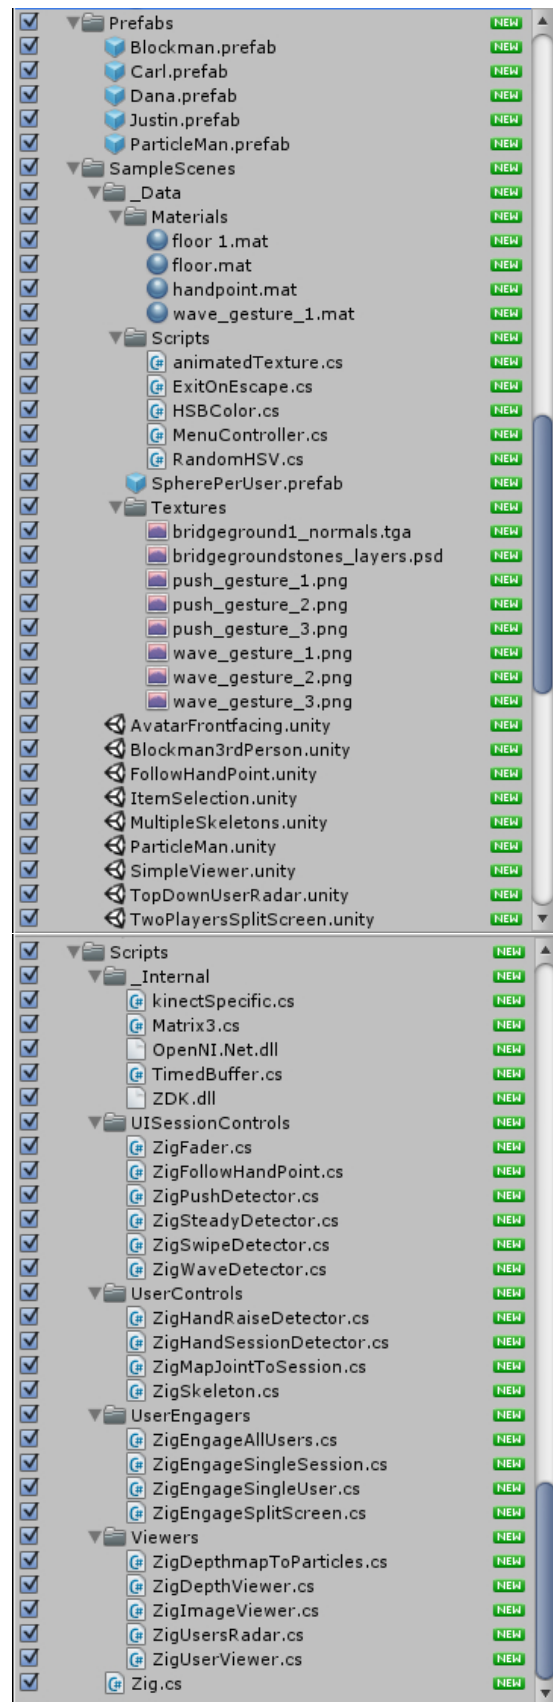 Prefabs NEW
Blockman.prefab NEW
Carl.prefab NEW
Dana.prefab NEW
Justin.prefab NEW
ParticleMan.prefab NEW
SampleScenes NEW
_Data NEW
Materials NEW
floor 1.mat NEW
floor.mat NEW
handpoint.mat NEW
wave_gesture_1.mat NEW
Scripts NEW
animatedTexture.cs NEW
ExitOnEscape.cs NEW
HSBColor.cs NEW
MenuController.cs NEW
RandomHSV.cs NEW
SpherePerUser.prefab NEW
Textures NEW
bridgeground1_normals.tga NEW
bridgegroundstones_layers.psd NEW
push_gesture_1.png NEW
push_gesture_2.png NEW
push_gesture_3.png NEW
wave_gesture_1.png NEW
wave_gesture_2.png NEW
wave_gesture_3.png NEW
AvatarFrontfacing.unity NEW
Blockman3rdPerson.unity NEW
FollowHandPoint.unity NEW
ItemSelection.unity NEW
MultipleSkeletons.unity NEW
ParticleMan.unity NEW
SimpleViewer.unity NEW
TopDownUserRadar.unity NEW
TwoPlayersSplitScreen.unity NEW
Scripts NEW
_Internal NEW
kinectSpecific.cs NEW
Matrix3.cs NEW
OpenNI.Net.dll NEW
TimedBuffer.cs NEW
ZDK.dll NEW
UISessionControls NEW
ZigFader.cs NEW
ZigFollowHandPoint.cs NEW
ZigPushDetector.cs NEW
ZigSteadyDetector.cs NEW
ZigSwipeDetector.cs NEW
ZigWaveDetector.cs NEW
UserControls NEW
ZigHandRaiseDetector.cs NEW
ZigHandSessionDetector.cs NEW
ZigMapJointToSession.cs NEW
ZigSkeleton.cs NEW
UserEngagers NEW
ZigEngageAllUsers.cs NEW
ZigEngageSingleSession.cs NEW
ZigEngageSingleUser.cs NEW
ZigEngageSplitScreen.cs NEW
Viewers NEW
ZigDepthmapToParticles.cs NEW
ZigDepthViewer.cs NEW
ZigImageViewer.cs NEW
ZigUsersRadar.cs NEW
ZigUserViewer.cs NEW
Zig.cs NEW